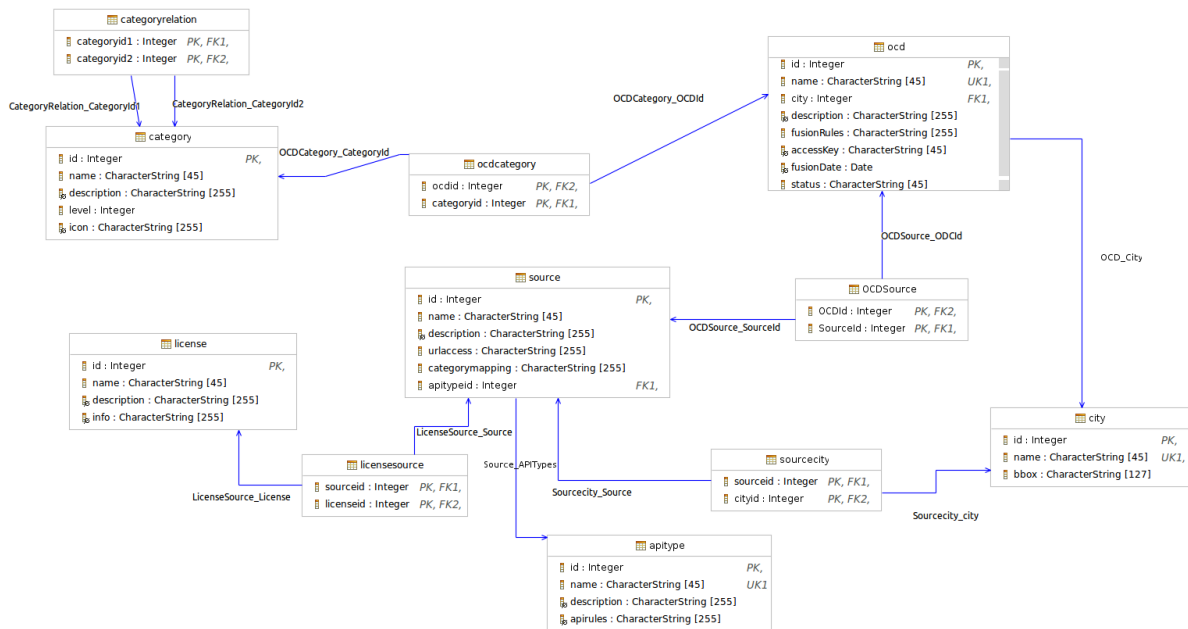 categoryrelation
categoryid1 : Integer PK, FK1,
categoryid2 : Integer PK, FK2,
CategoryRelation_CategoryId1
CategoryRelation_CategoryId2
category
id : Integer PK,
name : CharacterString [45]
description : CharacterString [255]
level : Integer
icon : CharacterString [255]
OCDCategory_CategoryId
ocdcategory
ocdid : Integer PK, FK2,
categoryid : Integer PK, FK1,
OCDCategory_OCDId
ocd
id : Integer PK,
name : CharacterString [45] UK1,
city : Integer FK1,
description : CharacterString [255]
fusionRules : CharacterString [255]
accessKey : CharacterString [45]
fusionDate : Date
status : CharacterString [45]
OCDSource_ODCId
OCD_City
OCDSource
OCDId : Integer PK, FK2,
SourceId : Integer PK, FK1,
OCDSource_SourceId
source
id : Integer PK,
name : CharacterString [45]
description : CharacterString [255]
urlaccess : CharacterString [255]
categorymapping : CharacterString [255]
apitypeid : Integer FK1,
license
id : Integer PK,
name : CharacterString [45]
description : CharacterString [255]
info : CharacterString [255]
LicenseSource_Source
Source_APITypes
LicenseSource_License
licensesource
sourceid : Integer PK, FK1,
licenseid : Integer PK, FK2,
Sourcecity_Source
sourcecity
sourceid : Integer PK, FK1,
cityid : Integer PK, FK2,
Sourcecity_city
city
id : Integer PK,
name : CharacterString [45] UK1,
bbox : CharacterString [127]
apitype
id : Integer PK,
name : CharacterString [45] UK1
description : CharacterString [255]
apirules : CharacterString [255]